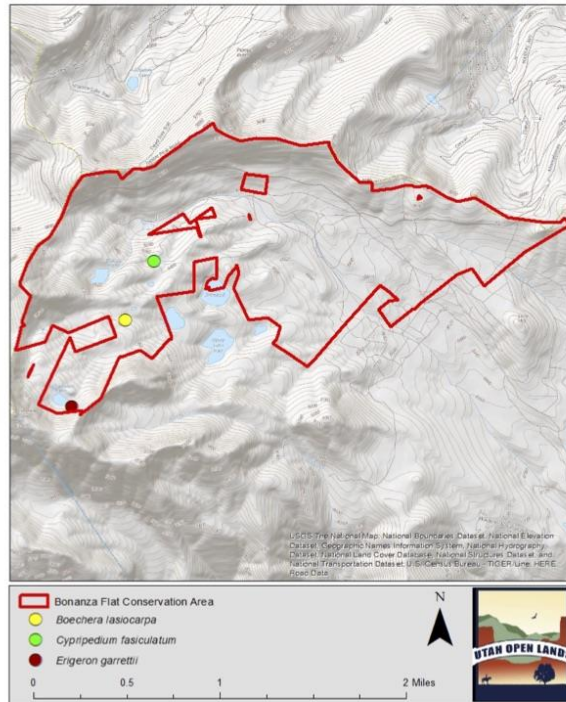 USGS The National Map: National Boundaries Dataset, National Elevation
Dataset, Geographic Names Information System, National Hydrography
Dataset, National Land Cover Database, National Structures Dataset, and
National Transportation Dataset; U.S. Census Bureau - TIGER/Line; HERE
Road Data
Bonanza Flat Conservation Area
Boechera lasiocarpa
Cypripedium fasiculatum
Erigeron garrettii
N
0 0.5 1 2 Miles
UTAH OPEN LANDS